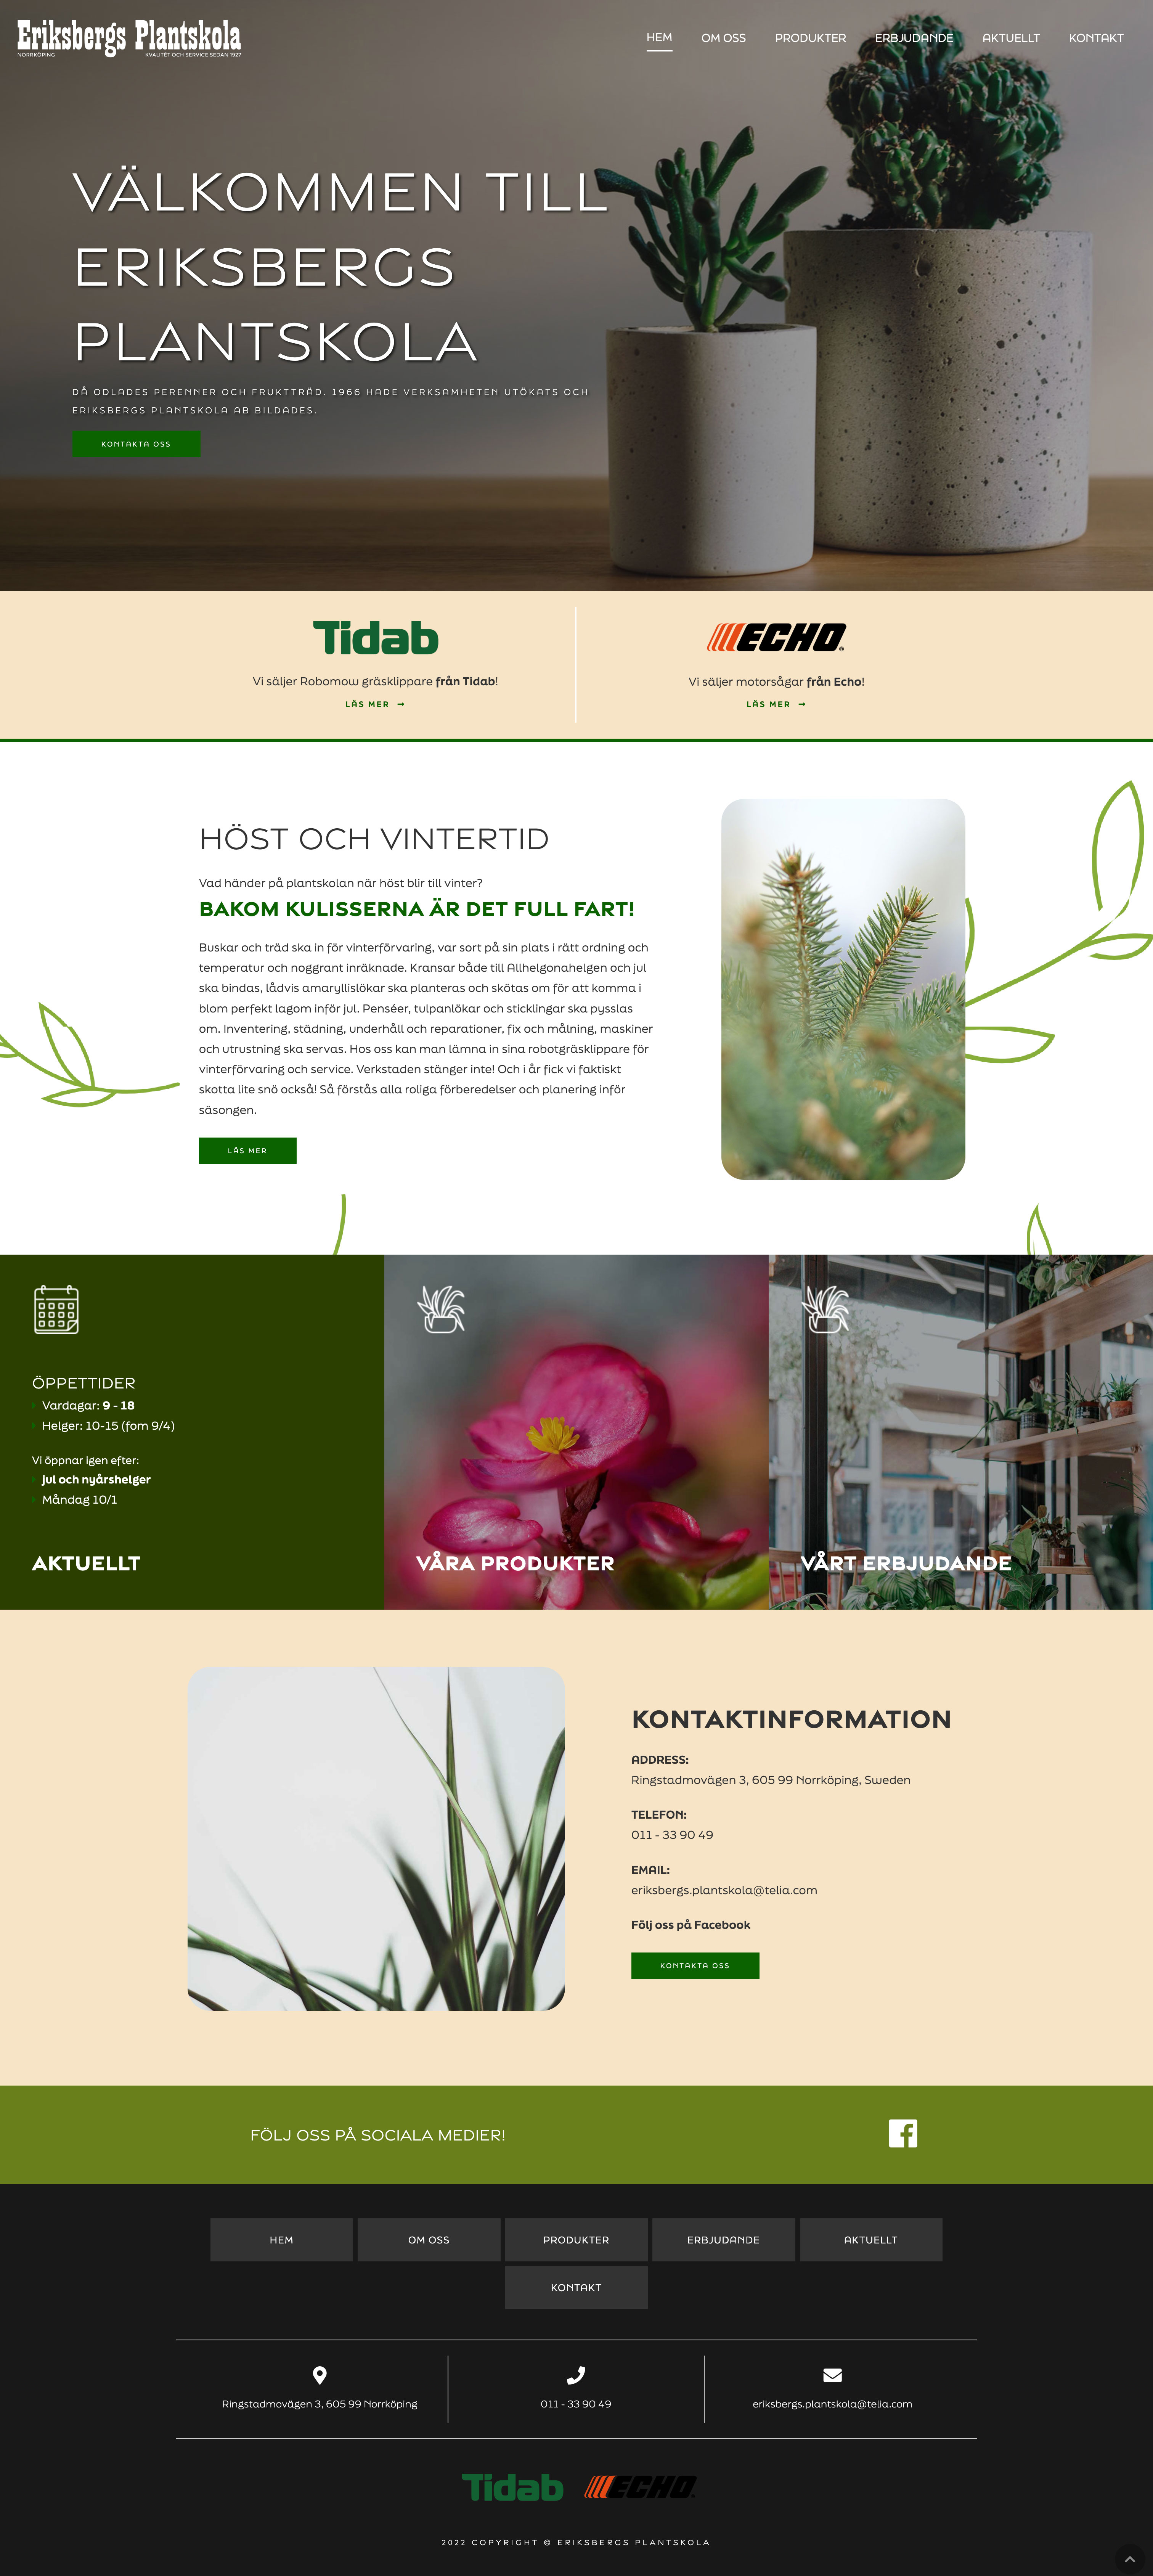 Eriksbergs Plantskola
NORRKÖPING KVALITÉT OCH SERVICE SEDAN 1927
HEM OM OSS PRODUKTER ERBJUDANDE AKTUELLT KONTAKT
VÄLKOMMEN TILL
ERIKSBERGS
PLANTSKOLA
DÅ ODLADES PERENNER OCH FRUKTTRÄD. 1966 HADE VERKSAMHETEN UTÖKATS OCH
ERIKSBERGS PLANTSKOLA AB BILDADES.
KONTAKTA OSS
Tidab
Vi säljer Robomow gräsklippare från Tidab!
LÄS MER
ECHO®
Vi säljer motorsågar från Echo!
LÄS MER
HÖST OCH VINTERTID
Vad händer på plantskolan när höst blir till vinter?
BAKOM KULISSERNA ÄR DET FULL FART!
Buskar och träd ska in för vinterförvaring, var sort på sin plats i rätt ordning och
temperatur och noggrant inräknade. Kransar både till Allhelgonahelgen och jul
ska bindas, lådvis amaryllislökar ska planteras och skötas om för att komma i
blom perfekt lagom inför jul. Penséer, tulpanlökar och sticklingar ska pysslas
om. Inventering, städning, underhåll och reparationer, fix och målning, maskiner
och utrustning ska servas. Hos oss kan man lämna in sina robotgräsklippare för
vinterförvaring och service. Verkstaden stänger inte! Och i år fick vi faktiskt
skotta lite snö också! Så förstås alla roliga förberedelser och planering inför
säsongen.
LÄS MER
ÖPPETTIDER
Vardagar: 9 - 18
Helger: 10-15 (fom 9/4)
Vi öppnar igen efter:
jul och nyårshelger
Måndag 10/1
AKTUELLT
VÅRA PRODUKTER
VÅRT ERBJUDANDE
KONTAKTINFORMATION
ADDRESS:
Ringstadmovägen 3, 605 99 Norrköping, Sweden
TELEFON:
011 - 33 90 49
EMAIL:
eriksbergs.plantskola@telia.com
Följ oss på Facebook
KONTAKTA OSS
FÖLJ OSS PÅ SOCIALA MEDIER!
HEM OM OSS PRODUKTER ERBJUDANDE AKTUELLT
KONTAKT
Ringstadmovägen 3, 605 99 Norrköping
011 - 33 90 49
eriksbergs.plantskola@telia.com
Tidab ECHO
2022 COPYRIGHT © ERIKSBERGS PLANTSKOLA